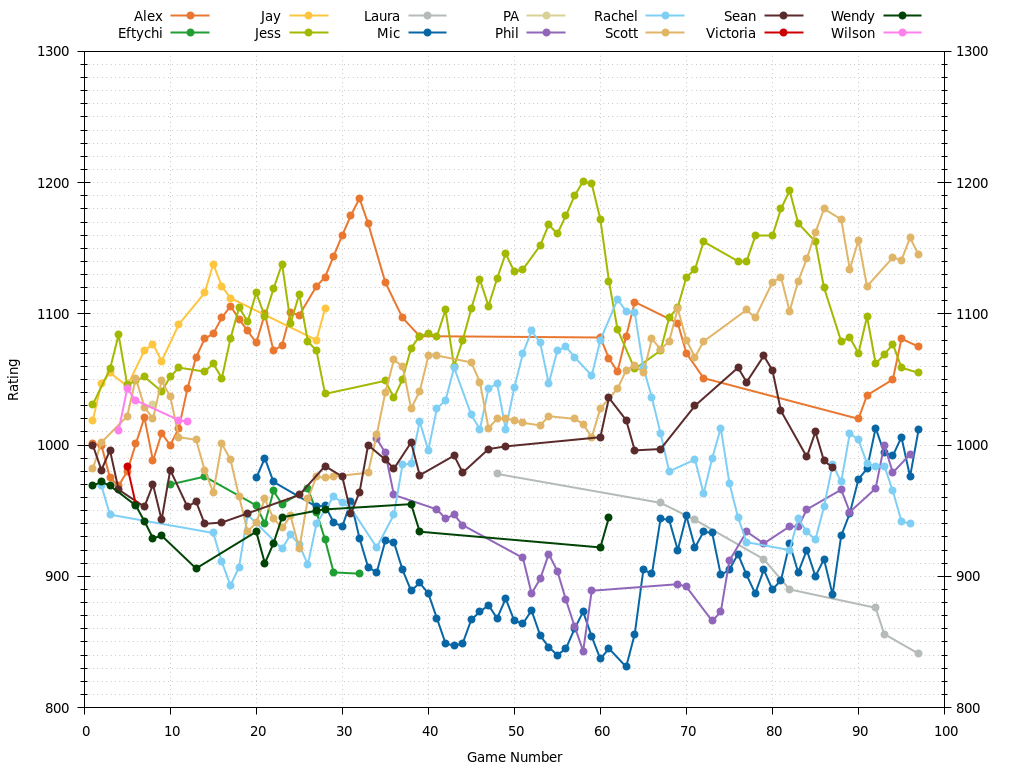 Alex Jay Laura PA Rachel Sean Wendy
Eftychi Jess Mic Phil Scott Victoria Wilson
1300 1300
1200 1200
1100 1100
1000 1000
900 900
800 800
Rating
0 10 20 30 40 50 60 70 80 90 100
Game Number